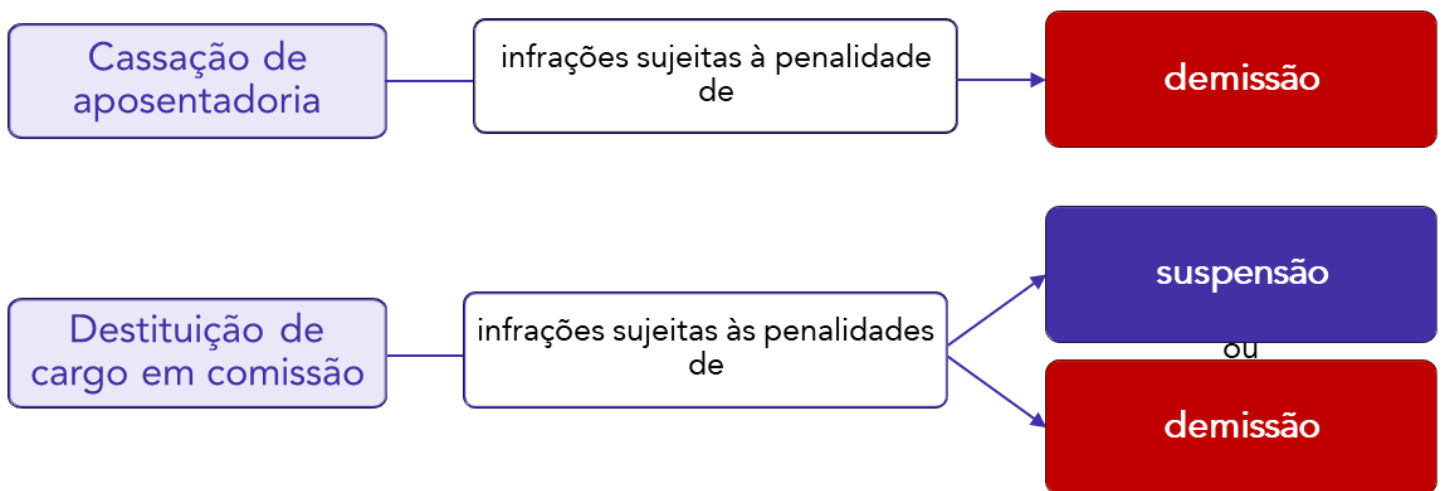 Cassação de
aposentadoria
infrações sujeitas à penalidade
de
demissão
Destituição de
cargo em comissão
infrações sujeitas às penalidades
de
suspensão
ou
demissão